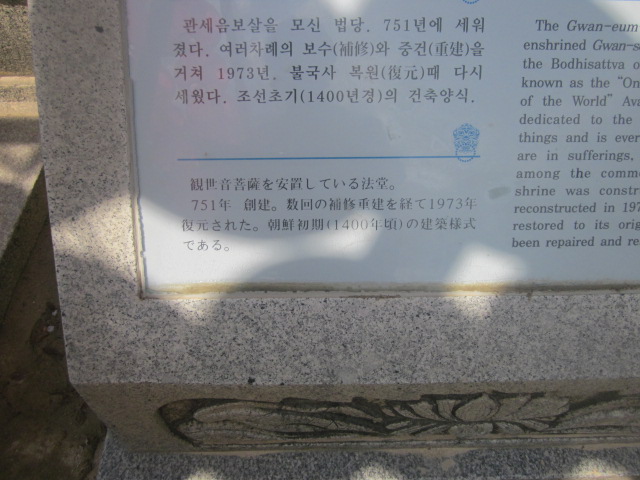 관세음보살을 모신 법당. 751년에 세워
졌다. 여러차례의 보수(補修)와 중건(重建)을
거쳐 1973년. 불국사 복원(復元)때 다시
세웠다. 조선초기(1400년경)의 건축양식.
観世音菩薩を安置している法堂。
751年 創建。数回の補修重建を経て1973年
復元された。朝鮮初期(1400年頃)の建築様式
である。
The Gwan-eum
enshrined Gwan-s
the Bodhisattva o
known as the "On
of the World" Ava
dedicated to the
things and is ever
are in sufferings,
among the comm
shrine was constr
reconstructed in 197
restored to its orig
been repaired and re